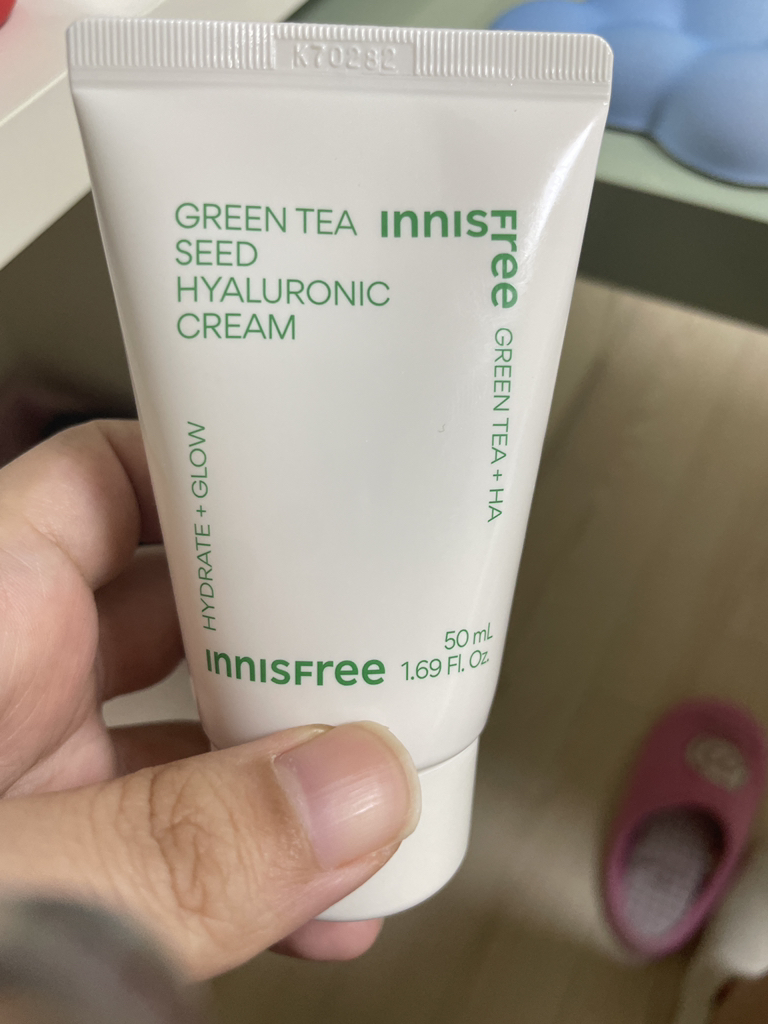 K70282
GREEN TEA
SEED
HYALURONIC
CREAM
innisfree
GREEN TEA + HA
HYDRATE + GLOW
innisfree
50 mL
1.69 Fl. Oz.